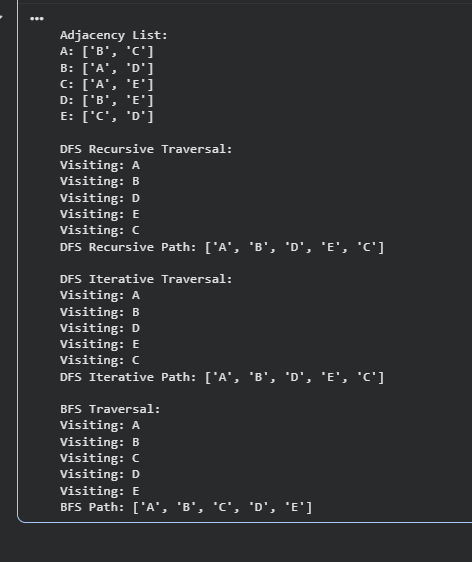 •••
Adjacency List:
A: ['B', 'C']
B: ['A', 'D']
C: ['A', 'E']
D: ['B', 'E']
E: ['C', 'D']
DFS Recursive Traversal:
Visiting: A
Visiting: B
Visiting: D
Visiting: E
Visiting: C
DFS Recursive Path: ['A', 'B', 'D', 'E', 'C']
DFS Iterative Traversal:
Visiting: A
Visiting: B
Visiting: D
Visiting: E
Visiting: C
DFS Iterative Path: ['A', 'B', 'D', 'E', 'C']
BFS Traversal:
Visiting: A
Visiting: B
Visiting: C
Visiting: D
Visiting: E
BFS Path: ['A', 'B', 'C', 'D', 'E']